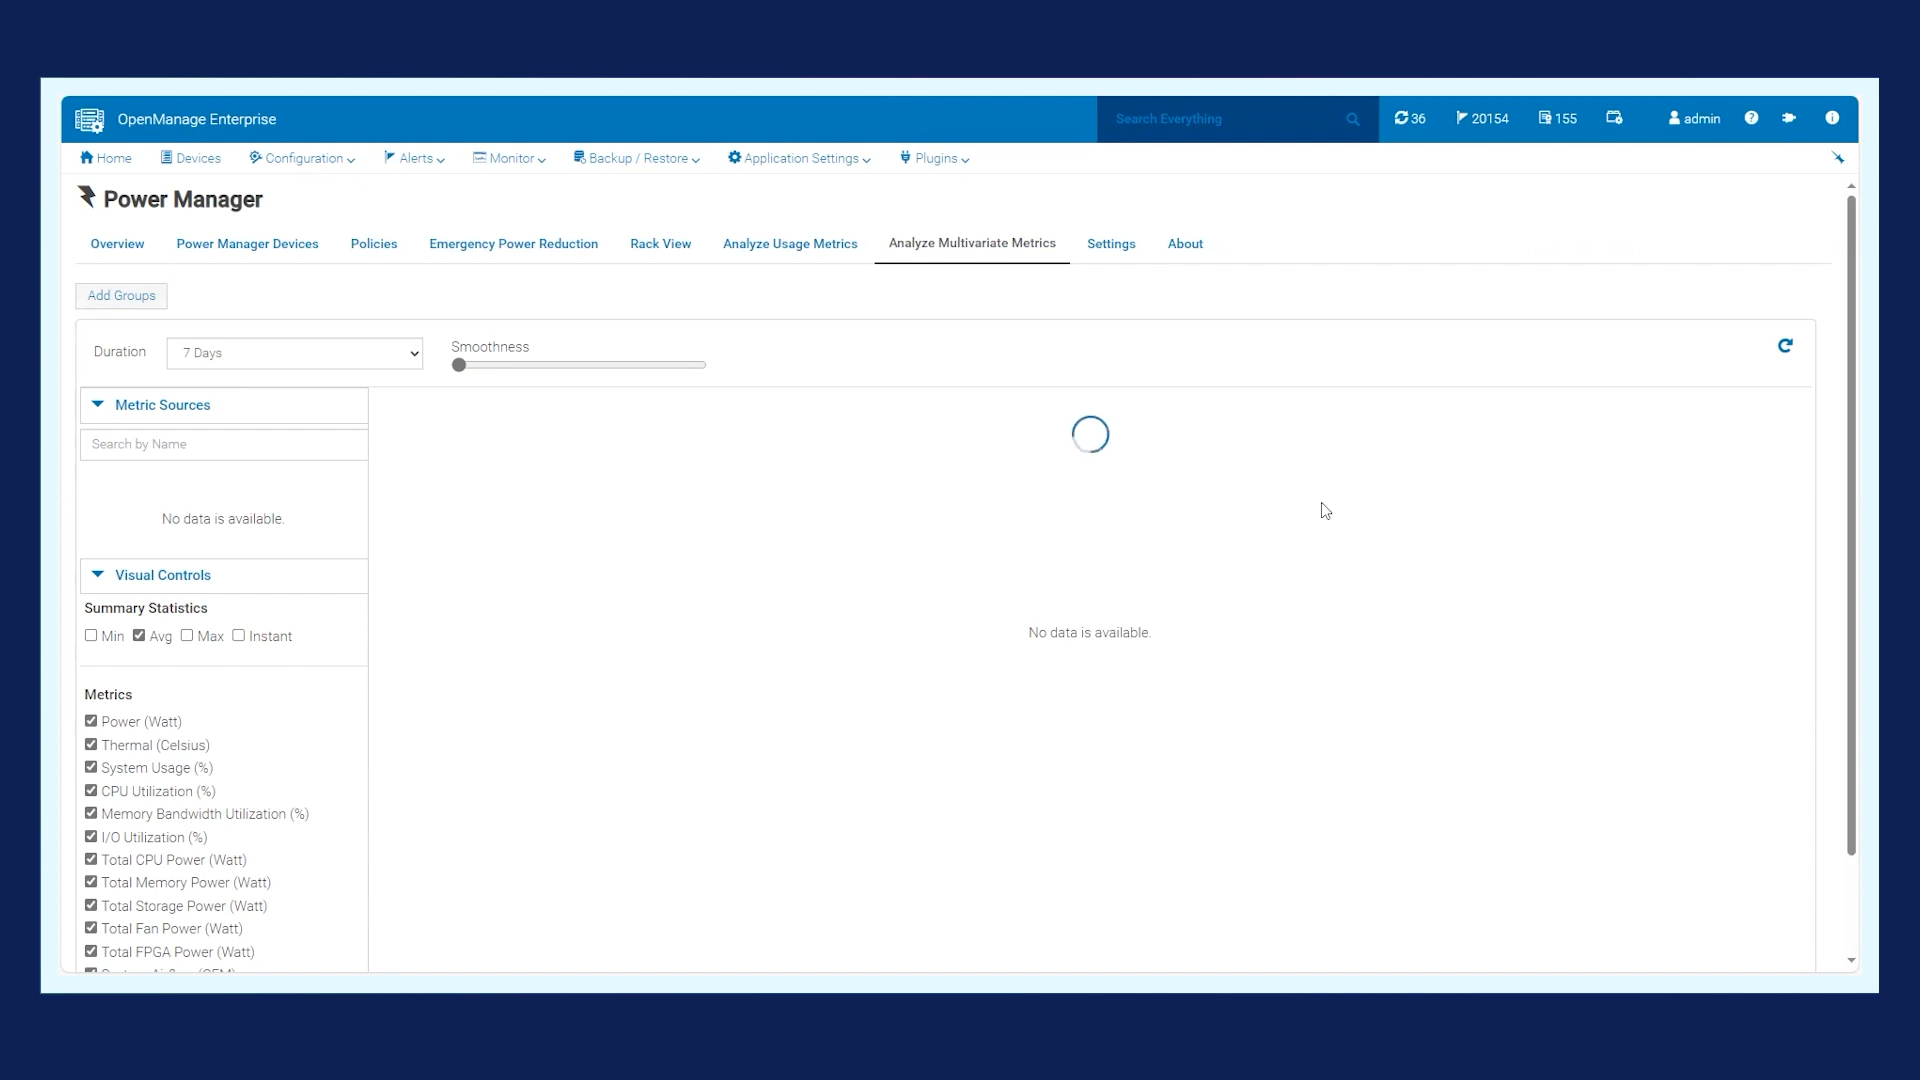 OpenManage Enterprise
Search Everything
36
20154
155
admin
Home
Devices
Configuration
Alerts
Monitor
Backup / Restore
Application Settings
Plugins
Power Manager
Overview
Power Manager Devices
Policies
Emergency Power Reduction
Rack View
Analyze Usage Metrics
Analyze Multivariate Metrics
Settings
About
Add Groups
Duration
7 Days
Smoothness
Metric Sources
Search by Name
No data is available.
No data is available.
Visual Controls
Summary Statistics
Min Avg Max Instant
Metrics
Power (Watt)
Thermal (Celsius)
System Usage (%)
CPU Utilization (%)
Memory Bandwidth Utilization (%)
I/O Utilization (%)
Total CPU Power (Watt)
Total Memory Power (Watt)
Total Storage Power (Watt)
Total Fan Power (Watt)
Total FPGA Power (Watt)